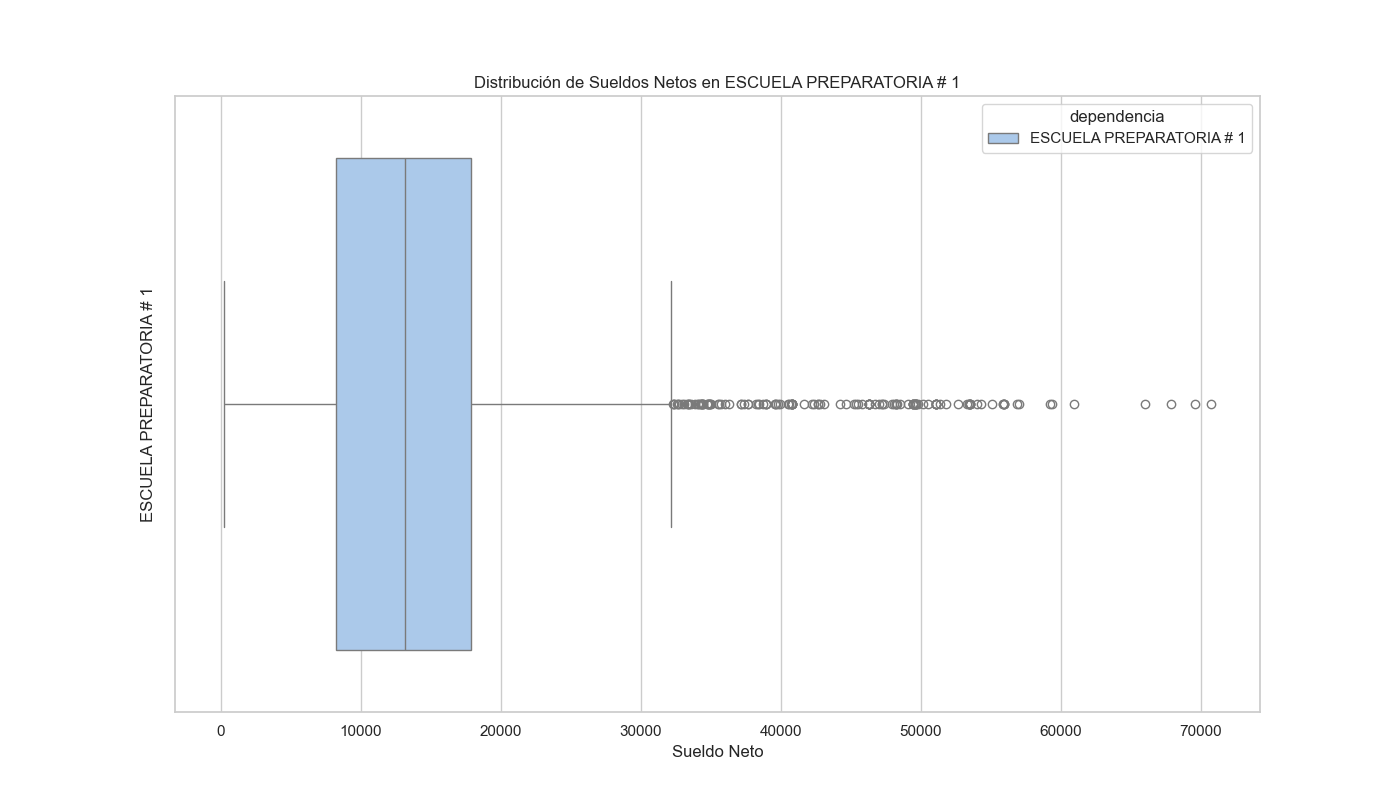 Distribución de Sueldos Netos en ESCUELA PREPARATORIA # 1
dependencia
ESCUELA PREPARATORIA # 1
ESCUELA PREPARATORIA # 1
0
10000
20000
30000
40000
50000
60000
70000
Sueldo Neto